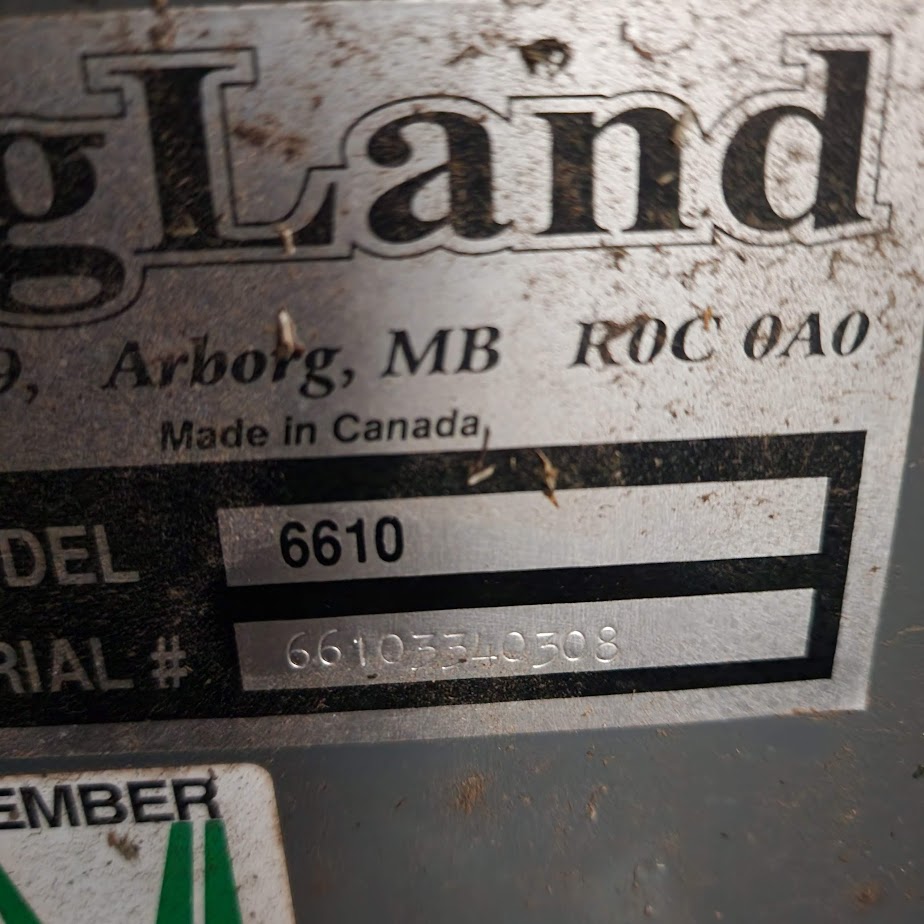 gLand
9, Arborg, MB R0C 0A0
Made in Canada
DEL 6610
RIAL # 66103340308
EMBER